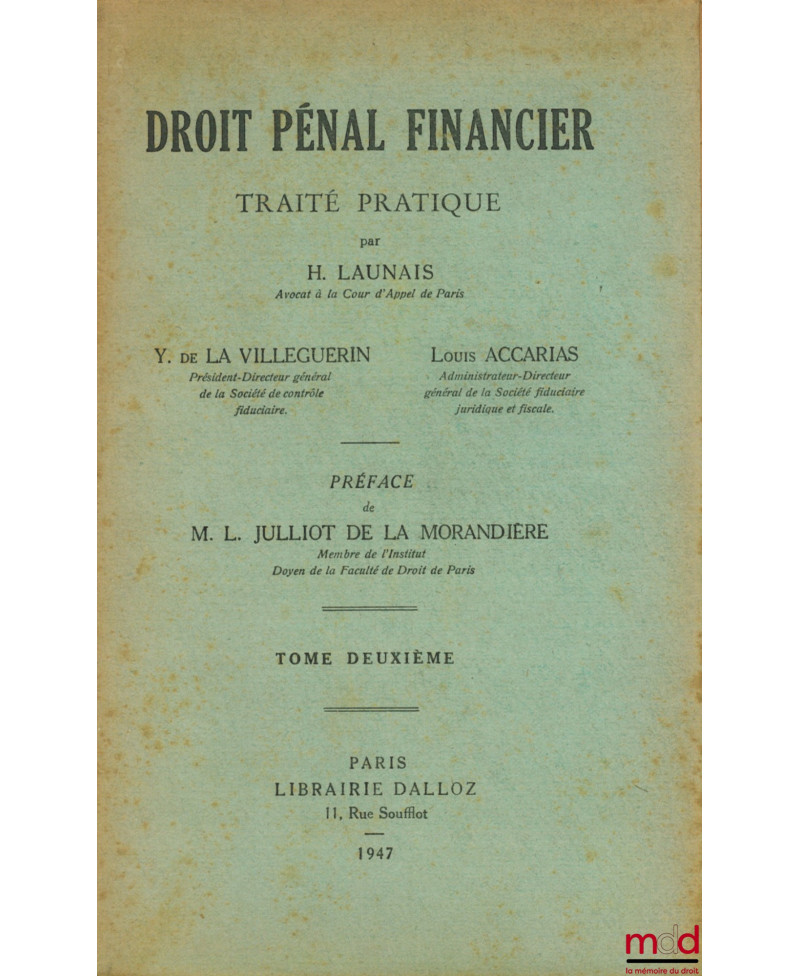 DROIT PÉNAL FINANCIER
TRAITÉ PRATIQUE
par
H. LAUNAIS
Avocat à la Cour d'Appel de Paris
Y. DE LA VILLEGUERIN
Président-Directeur général
de la Société de contrôle
fiduciaire.
LOUIS ACCARIAS
Administrateur-Directeur
général de la Société fiduciaire
juridique et fiscale.
PRÉFACE
de
M. L. JULLIOT DE LA MORANDIÈRE
Membre de l'Institut
Doyen de la Faculté de Droit de Paris
TOME DEUXIÈME
PARIS
LIBRAIRIE DALLOZ
11, Rue Soufflot
1947
mdd
la mémoire du droit